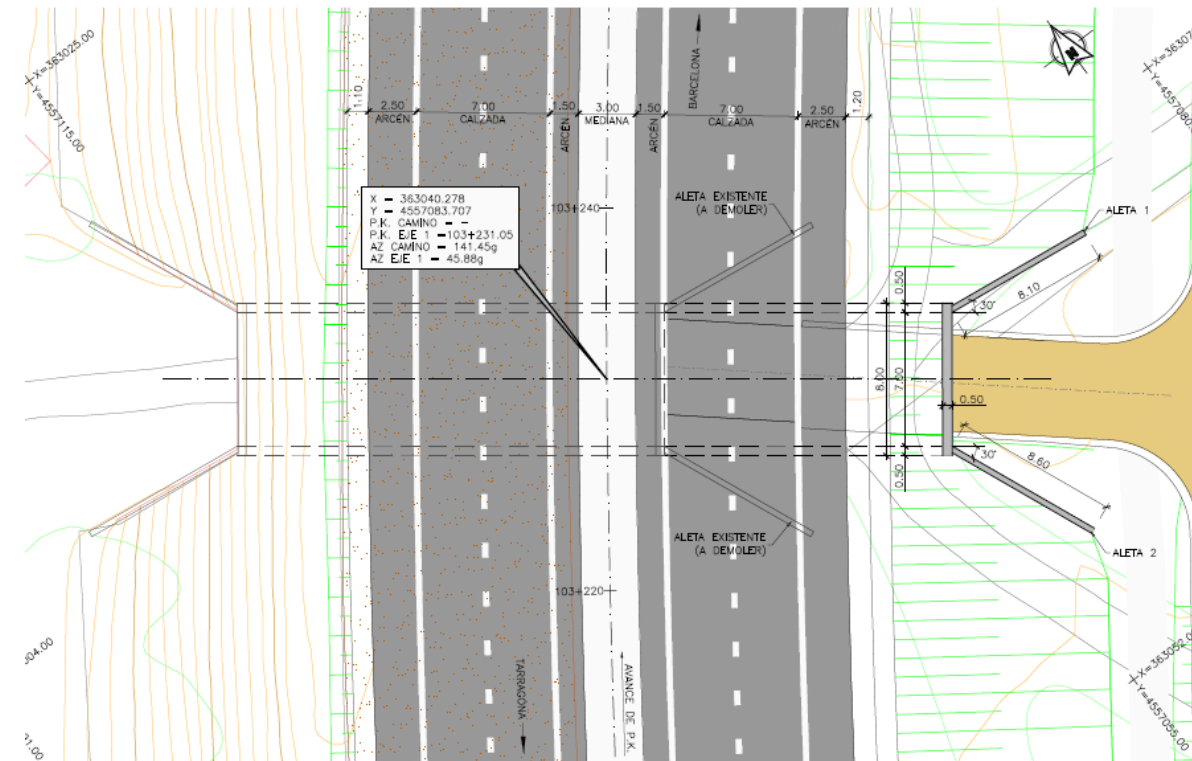 X=363025.00
Y=4557115.00
1.10
2.50
ARCÉN
7.00
CALZADA
1.50
ARCÉN
3.00
MEDIANA
1.50
ARCÉN
BARCELONA
7.00
CALZADA
2.50
ARCÉN
1.20
N
X = 363040.278
Y = 4557083.707
P.K. CAMINO = -
P.K. EJE 1 =103+231.05
AZ CAMINO = 141.45g
AZ EJE 1 = 45.88g
103+240
ALETA EXISTENTE
(A DEMOLER)
ALETA 1
0.50
30°
8.10
8.00
7.00
0.50
0.50
30°
8.60
ALETA EXISTENTE
(A DEMOLER)
ALETA 2
103+220
TARRAGONA
AVANCE DE P.K.
Y=4557055.00